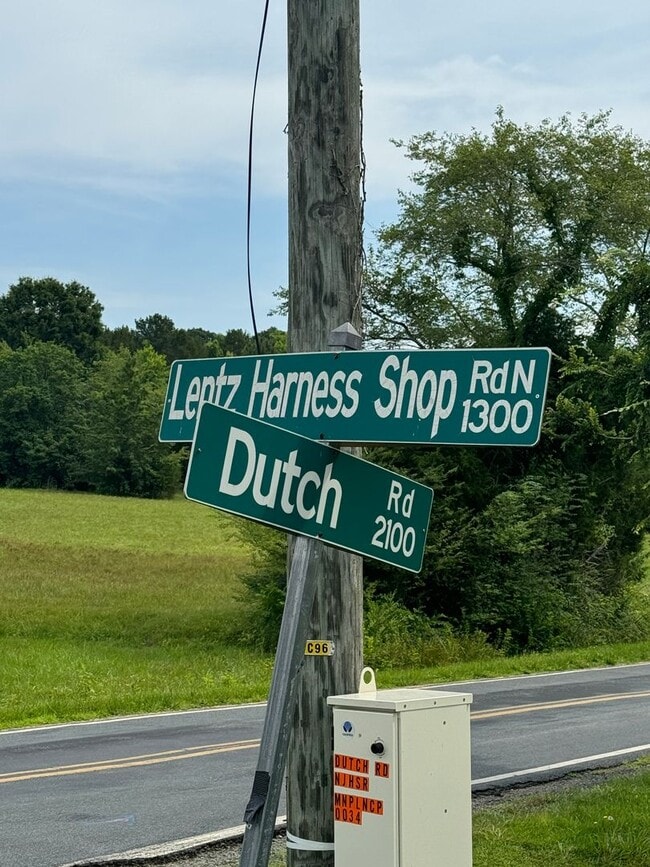 Lentz Harness Shop Rd N
1300
Dutch Rd
2100
C96
DUTCH RD
NJHSR
MNPLNCP
0034